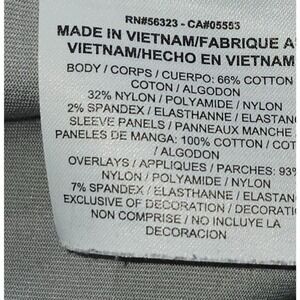 RN#56323 - CA#05553
MADE IN VIETNAM/FABRIQUE A
VIETNAM/HECHO EN VIETNAM
BODY / CORPS / CUERPO: 66% COTTON
COTON / ALGODON
32% NYLON / POLYAMIDE / NYLON
2% SPANDEX / ELASTHANNE / ELASTAN
SLEEVE PANELS / PANNEAUX MANCHE
PANELES DE MANGA: 100% COTTON / COT
/ ALGODON
OVERLAYS / APPLIQUES / PARCHES: 93%
NYLON / POLYAMIDE / NYLON
7% SPANDEX / ELASTHANNE / ELASTAN
EXCLUSIVE OF DECORATION / DECORATI
NON COMPRISE / NO INCLUYE LA
DECORACION